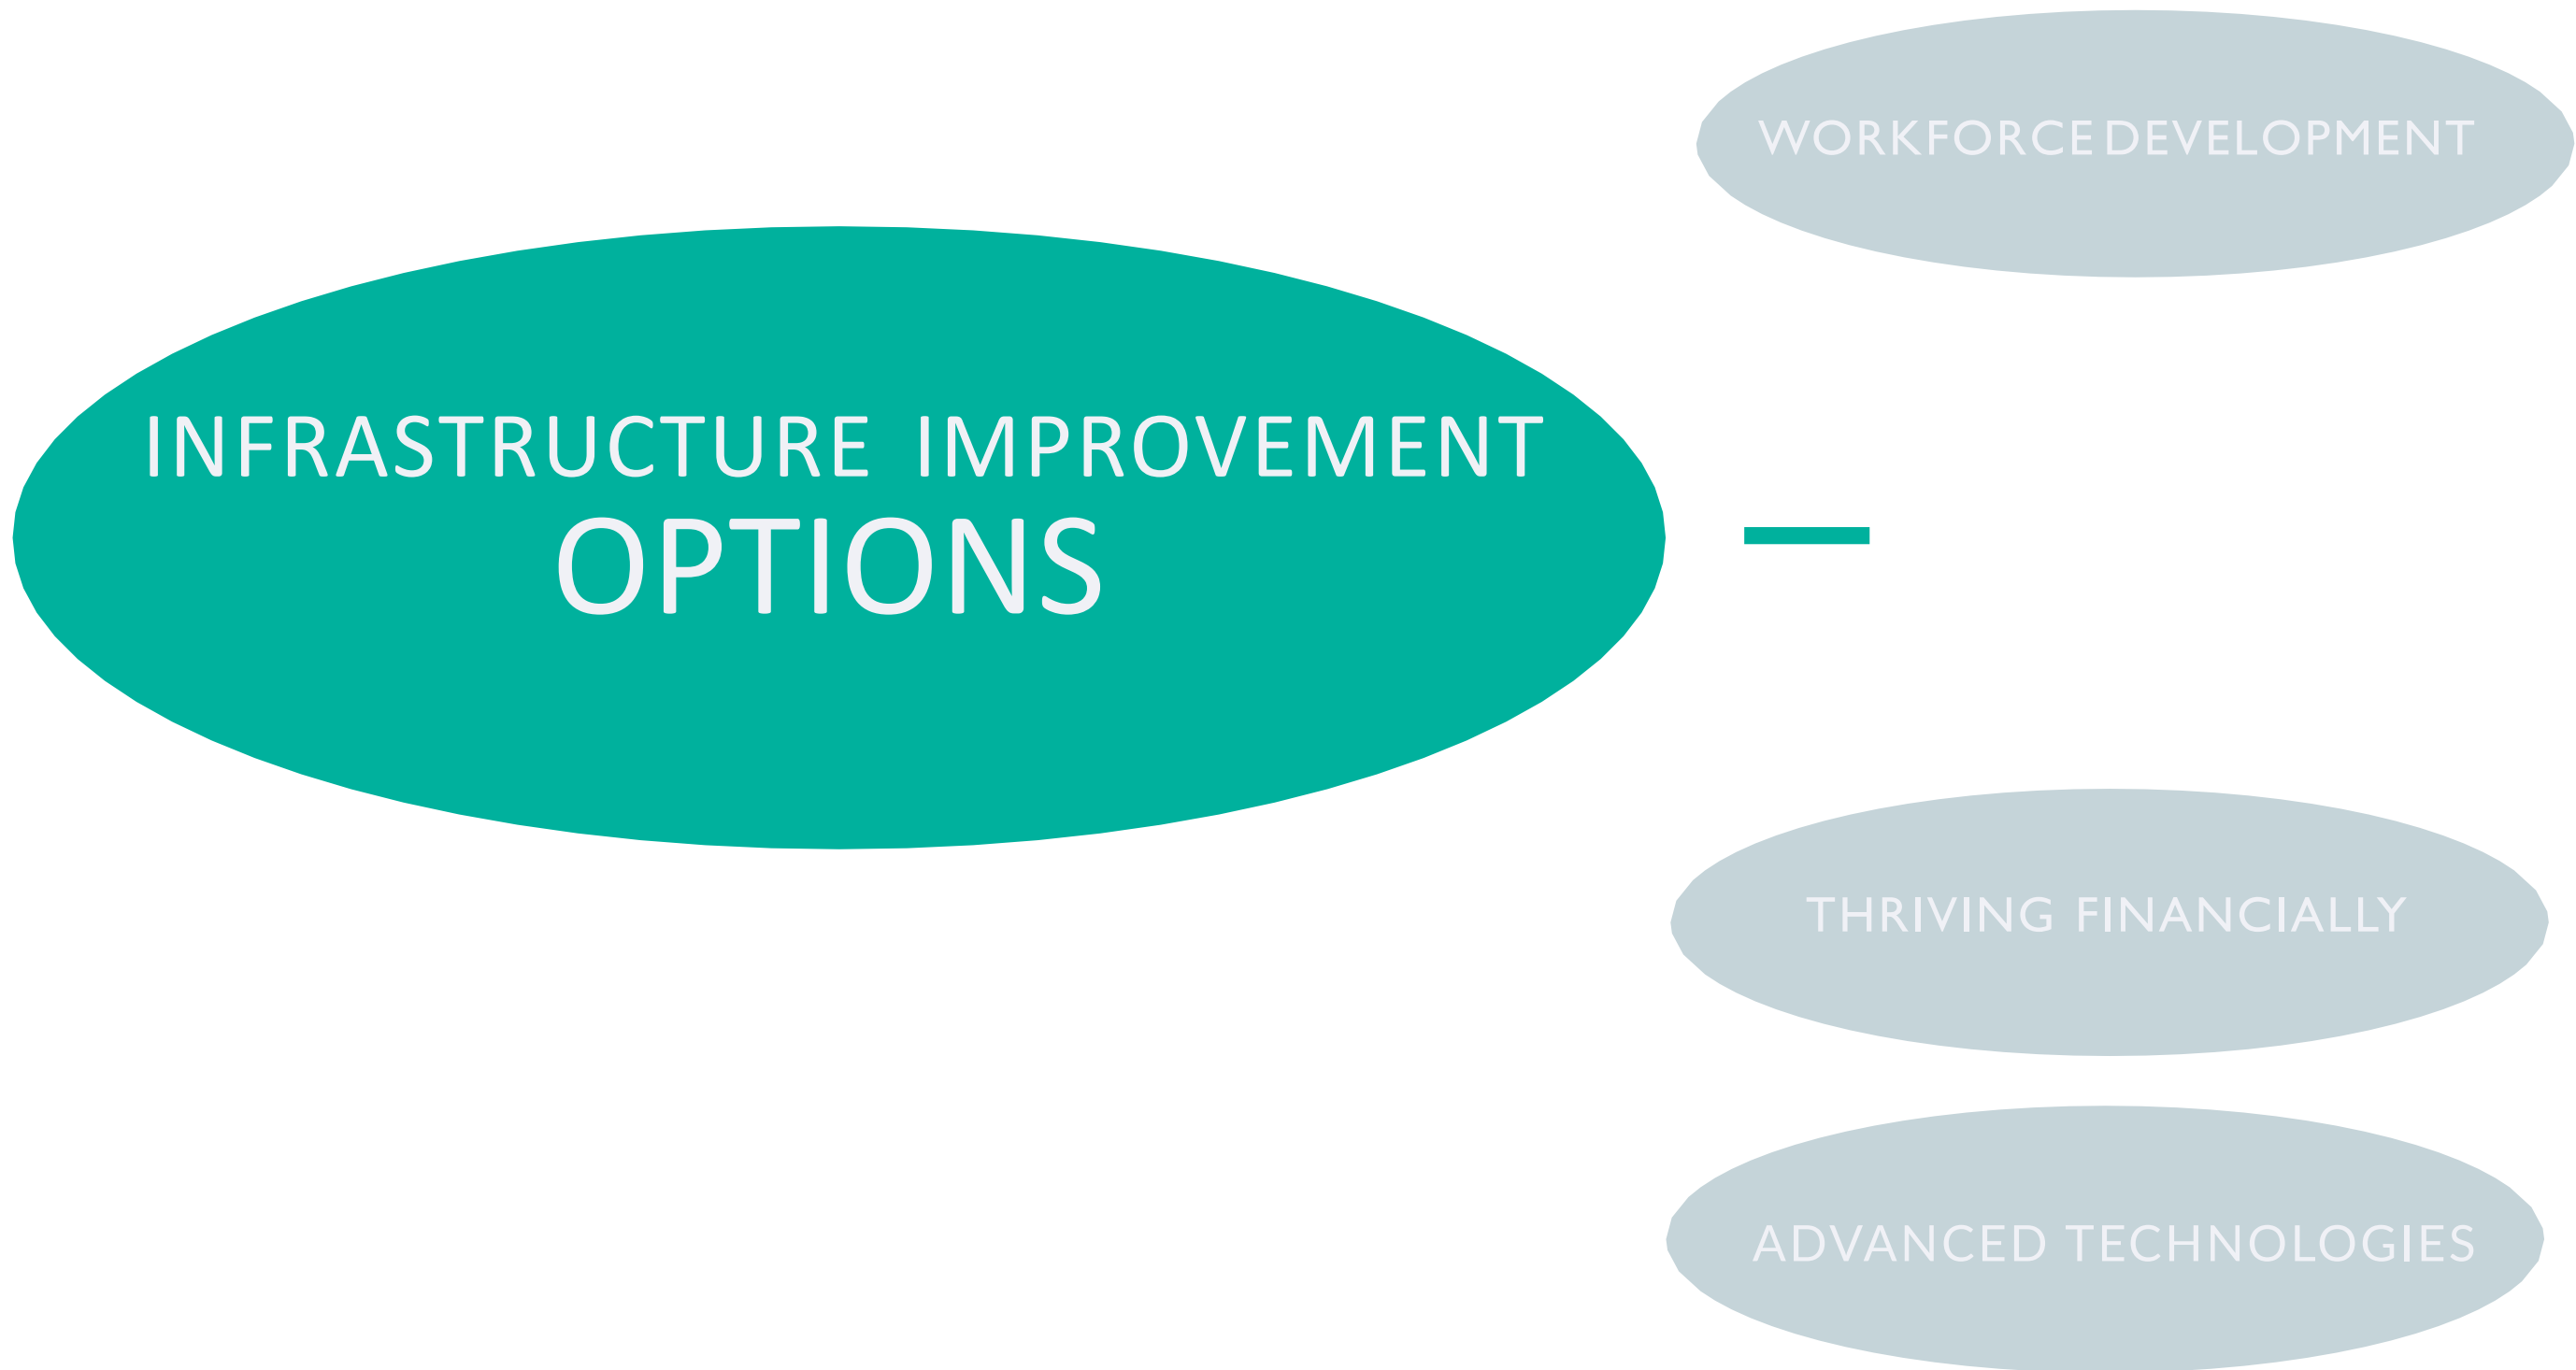 WORKFORCE DEVELOPMENT
INFRASTRUCTURE IMPROVEMENT
OPTIONS
THRIVING FINANCIALLY
ADVANCED TECHNOLOGIES